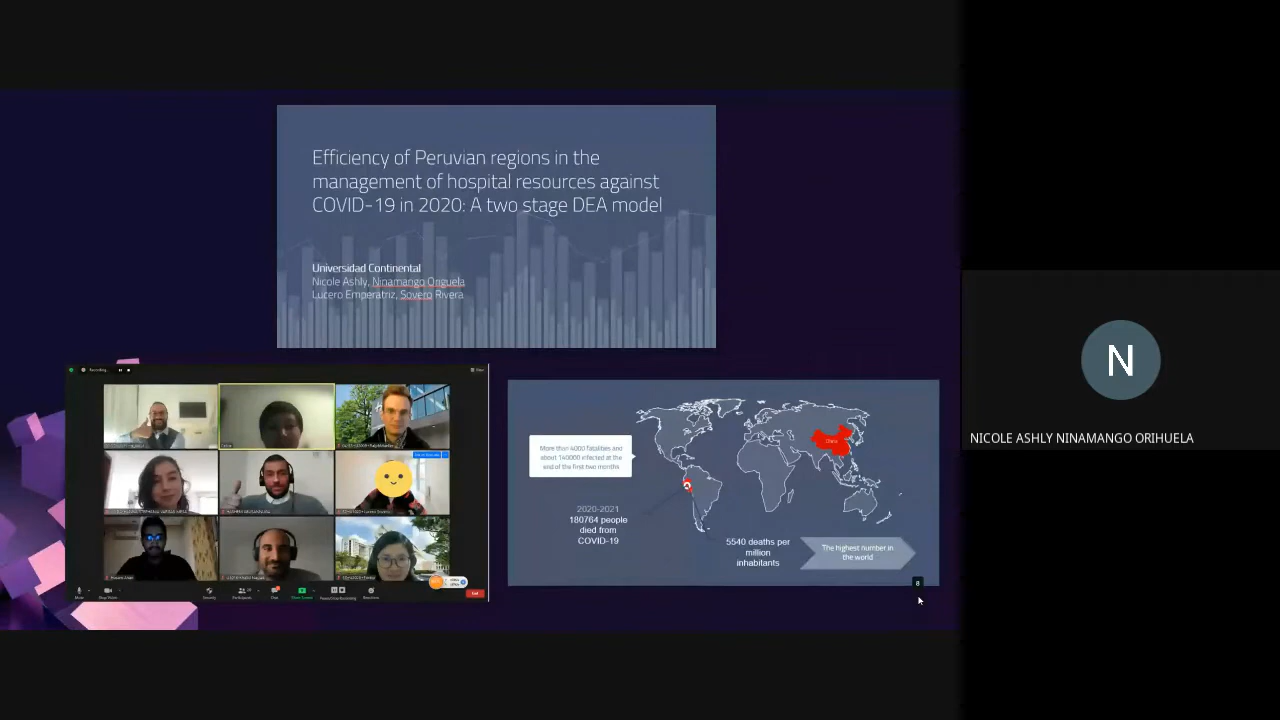 Efficiency of Peruvian regions in the
management of hospital resources against
COVID-19 in 2020: A two stage DEA model
Universidad Continental
Nicole Ashly, Ninamango Origuela
Lucero Emperatriz, Sovero Rivera
Recording...
More than 4000 fatalities and
about 140000 infected at the
end of the first two months
China
2020-2021
180764 people
died from
COVID-19
5540 deaths per
million
inhabitants
The highest number in
the world
8
N
NICOLE ASHLY NINAMANGO ORIHUELA